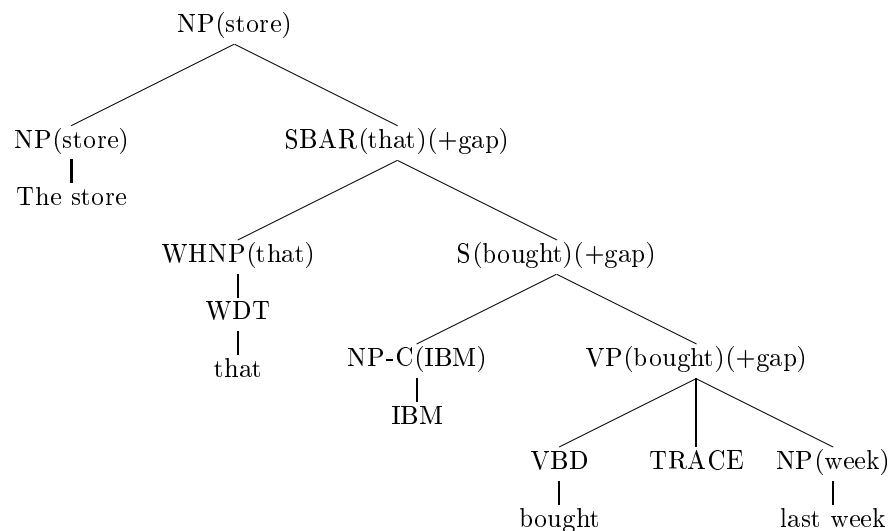 NP(store)
NP(store) SBAR(that)(+gap)
The store
WHNP(that) S(bought)(+gap)
WDT
that NP-C(IBM) VP(bought)(+gap)
IBM
VBD TRACE NP(week)
bought last week